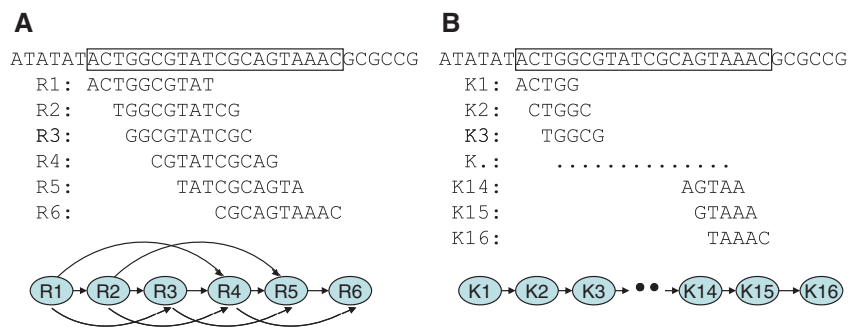 A
ATATATACTGGCGTATCGCAGTAAACGCGCCG
R1: ACTGGCGTAT
R2: TGGCGTATCG
R3: GGCGTATCGC
R4: CGTATCGCAG
R5: TATCGCAGTA
R6: CGCAGTAAAC
R1 R2 R3 R4 R5 R6
B
ATATATACTGGCGTATCGCAGTAAACGCGCCG
K1: ACTGG
K2: CTGGC
K3: TGGCG
K.: ..............
K14: AGTAA
K15: GTAAA
K16: TAAAC
K1 K2 K3 •• K14 K15 K16